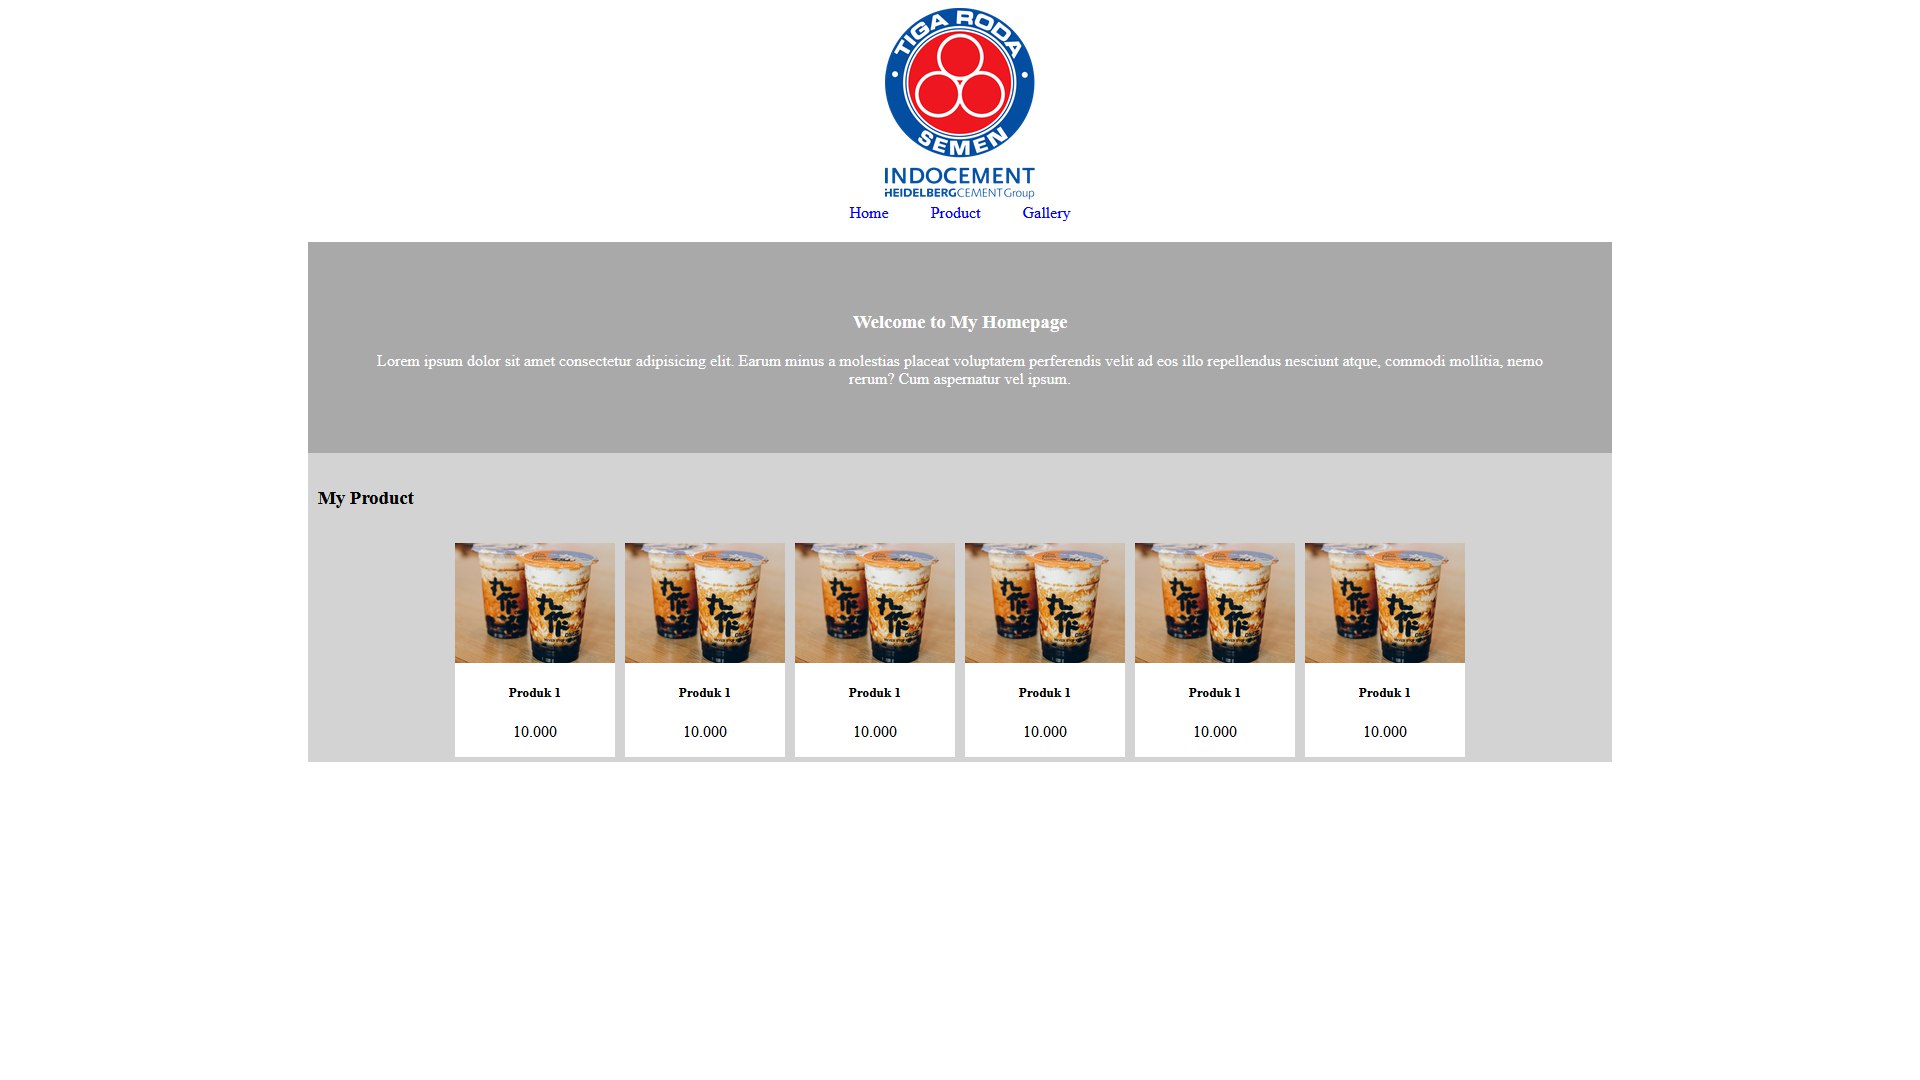 TIGA RODA
SEMEN
INDOCEMENT
HEIDELBERGCEMENTGroup
Home Product Gallery
Welcome to My Homepage
Lorem ipsum dolor sit amet consectetur adipisicing elit. Earum minus a molestias placeat voluptatem perferendis velit ad eos illo repellendus nesciunt atque, commodi mollitia, nemo
rerum? Cum aspernatur vel ipsum.
My Product
Produk 1 Produk 1 Produk 1 Produk 1 Produk 1 Produk 1
10.000 10.000 10.000 10.000 10.000 10.000